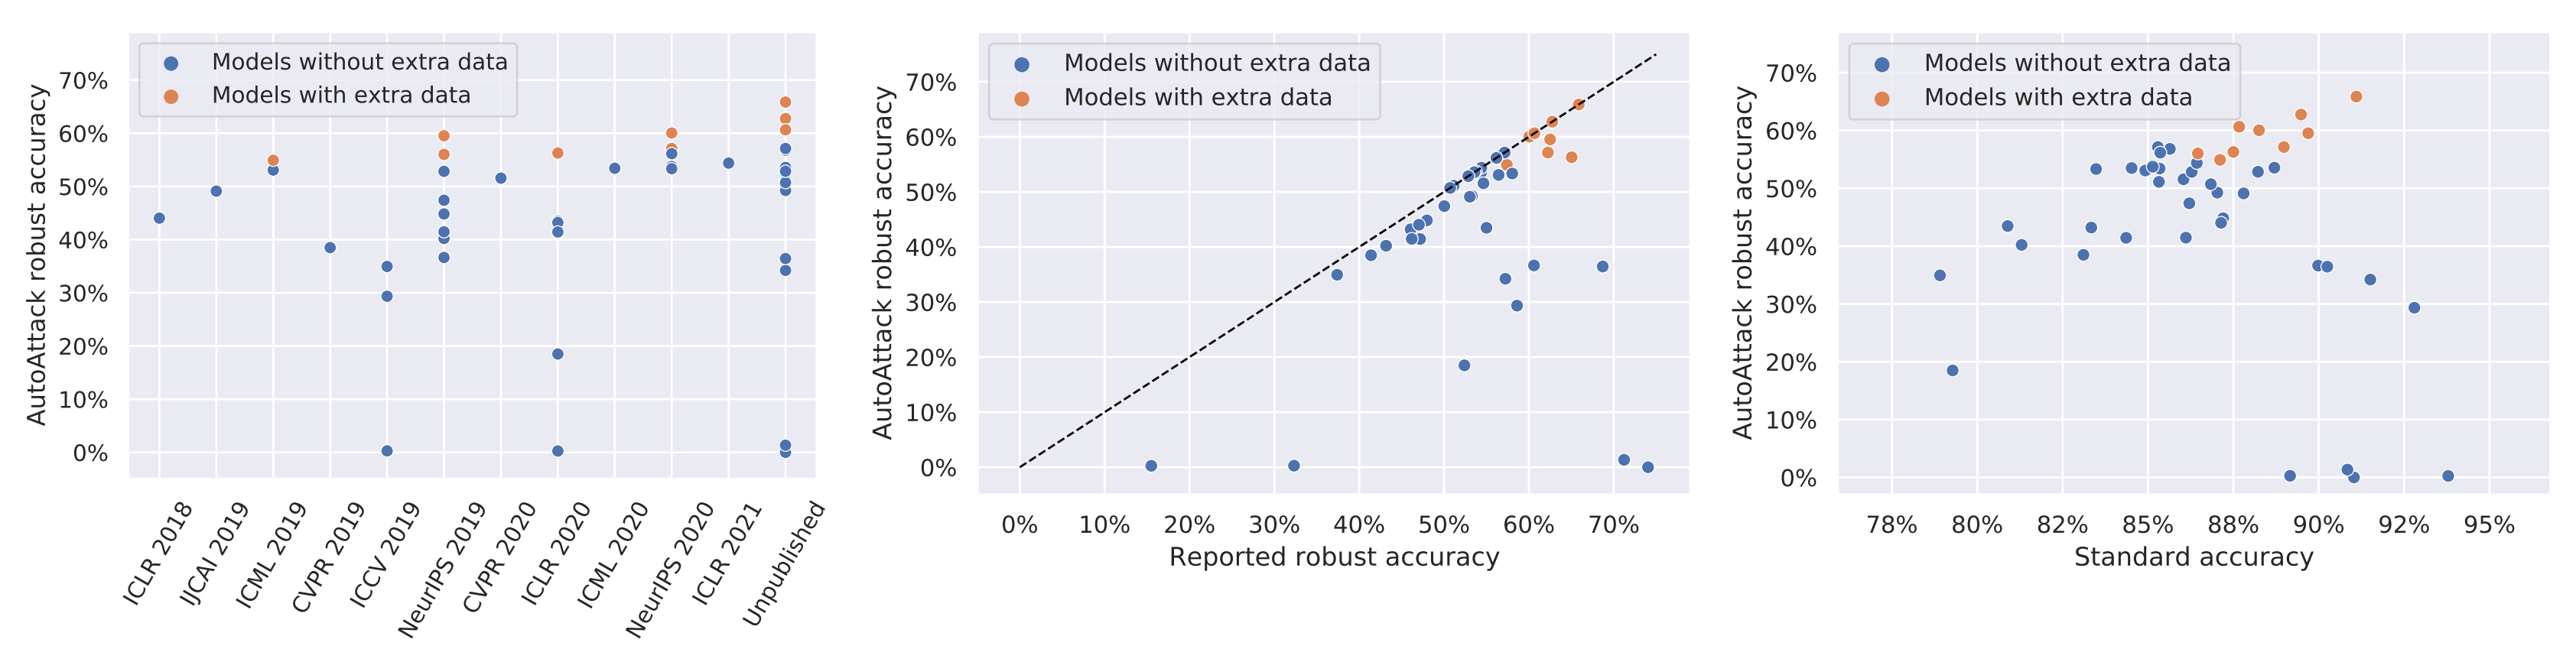 Models without extra data
Models with extra data
AutoAttack robust accuracy
70%
60%
50%
40%
30%
20%
10%
0%
ICLR 2018
IJCAI 2019
ICML 2019
CVPR 2019
ICCV 2019
NeurIPS 2019
CVPR 2020
ICLR 2020
ICML 2020
NeurIPS 2020
ICLR 2021
Unpublished
Models without extra data
Models with extra data
AutoAttack robust accuracy
70%
60%
50%
40%
30%
20%
10%
0%
0% 10% 20% 30% 40% 50% 60% 70%
Reported robust accuracy
Models without extra data
Models with extra data
AutoAttack robust accuracy
70%
60%
50%
40%
30%
20%
10%
0%
78% 80% 82% 85% 88% 90% 92% 95%
Standard accuracy